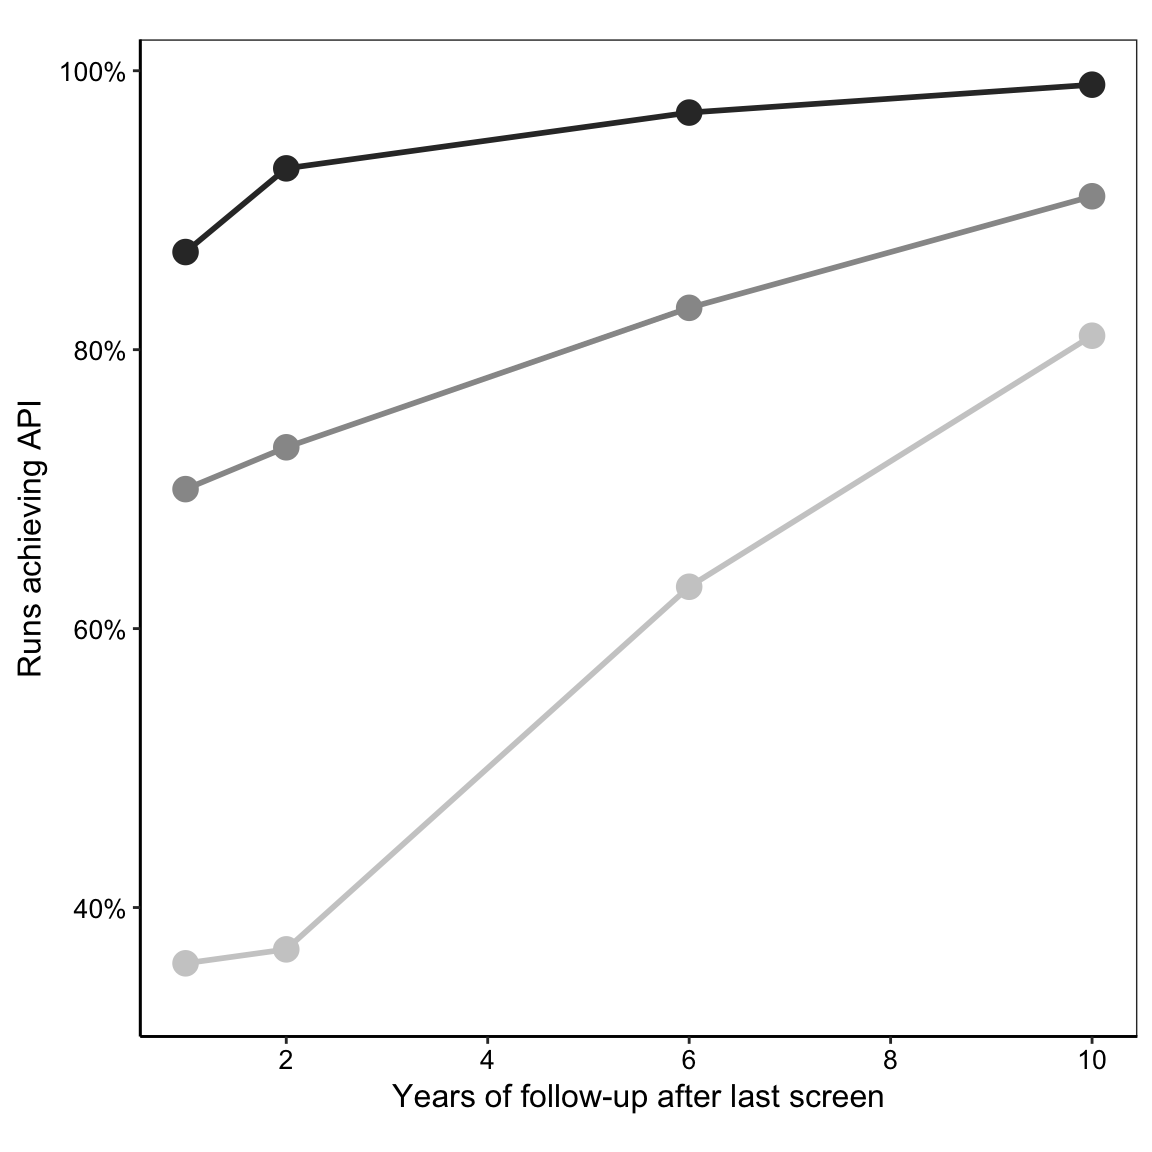 100%
80%
60%
40%
Runs achieving API
2 4 6 8 10
Years of follow-up after last screen